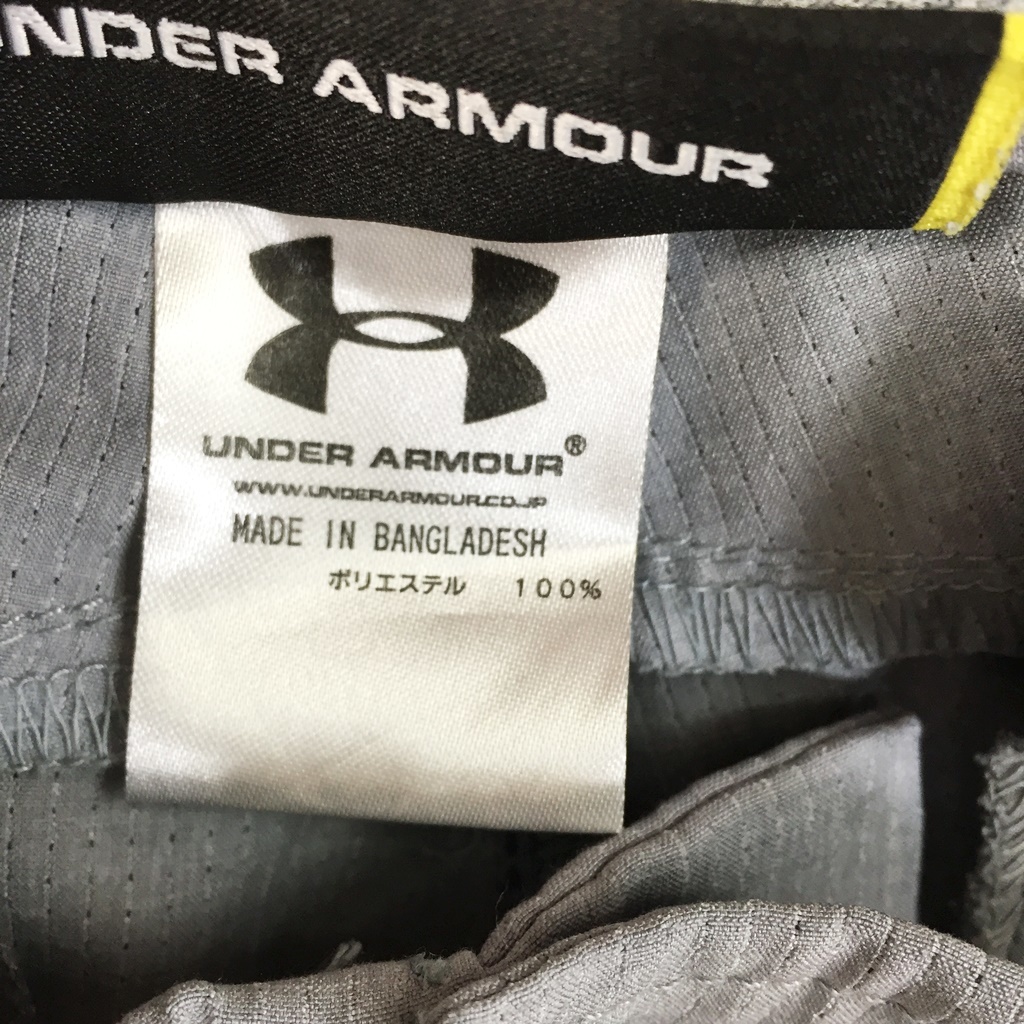 UNDER ARMOUR
UNDER ARMOUR®
WWW.UNDERARMOUR.CO.JP
MADE IN BANGLADESH
ポリエステル 100%